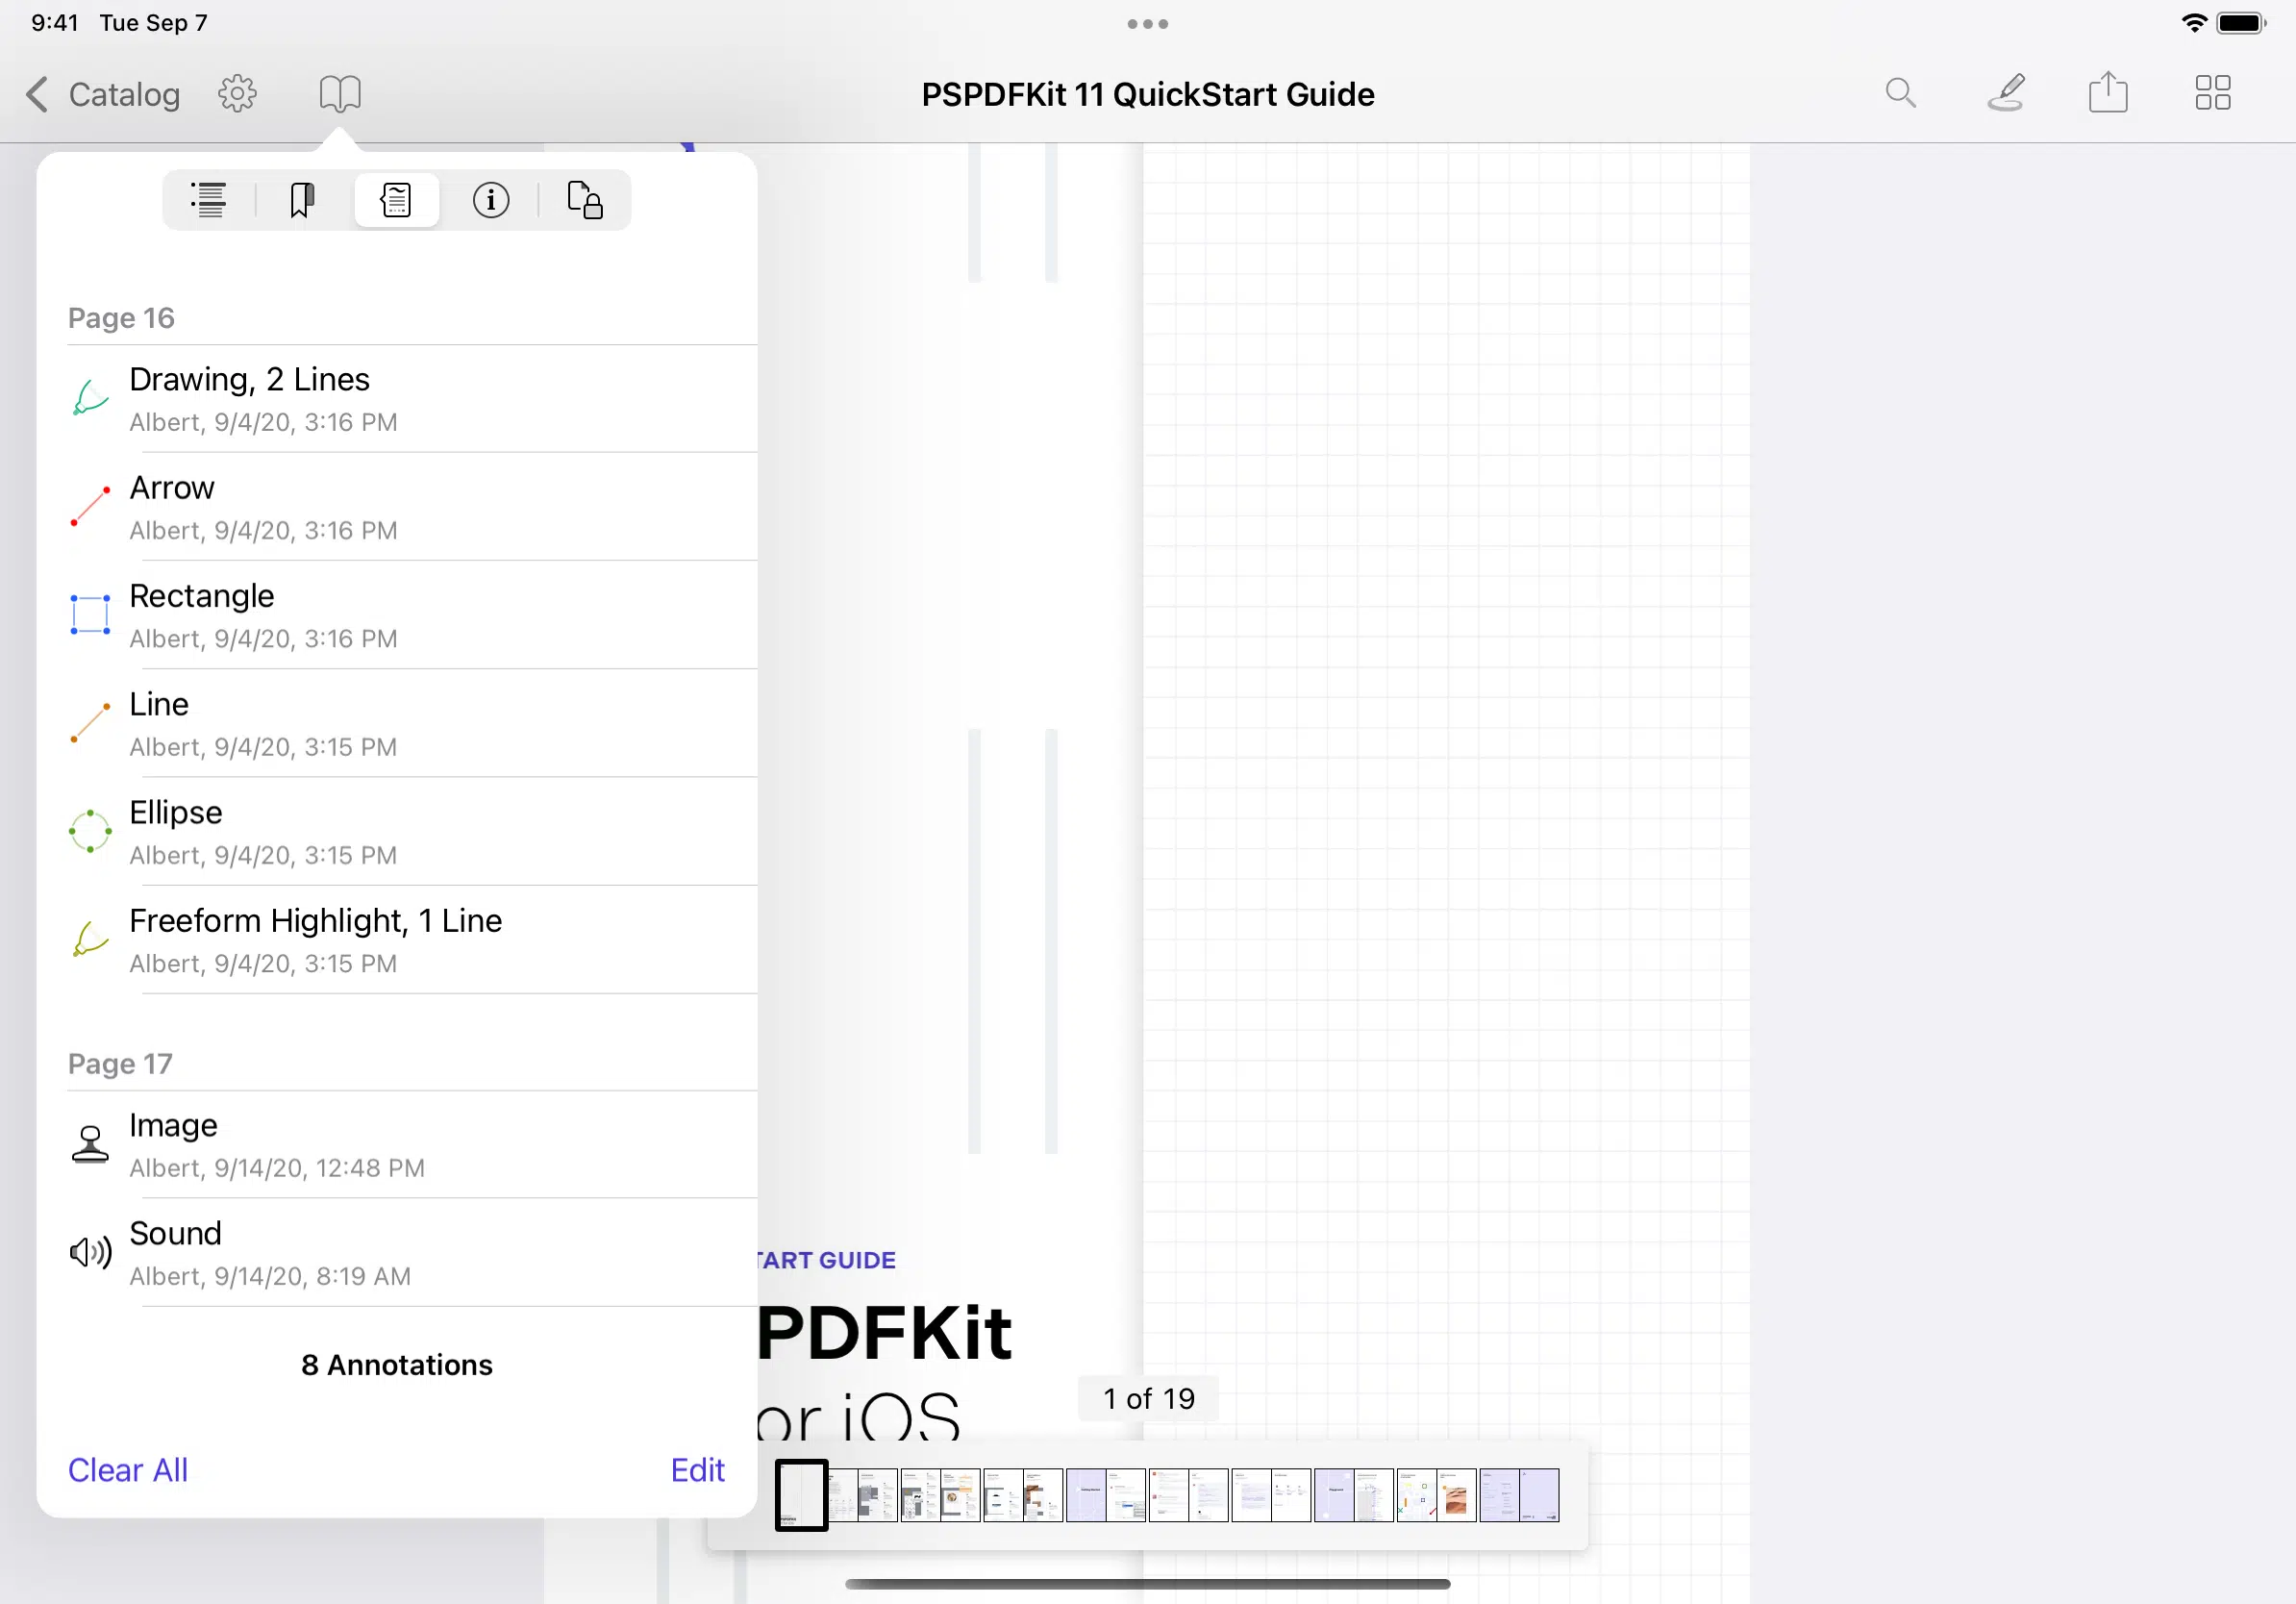 9:41 Tue Sep 7
Catalog
PSPDFKit 11 QuickStart Guide
Page 16
Drawing, 2 Lines
Albert, 9/4/20, 3:16 PM
Arrow
Albert, 9/4/20, 3:16 PM
Rectangle
Albert, 9/4/20, 3:16 PM
Line
Albert, 9/4/20, 3:15 PM
Ellipse
Albert, 9/4/20, 3:15 PM
Freeform Highlight, 1 Line
Albert, 9/4/20, 3:15 PM
Page 17
Image
Albert, 9/14/20, 12:48 PM
Sound
Albert, 9/14/20, 8:19 AM
8 Annotations
Clear All
Edit
TART GUIDE
PDFKit
or iOS
1 of 19